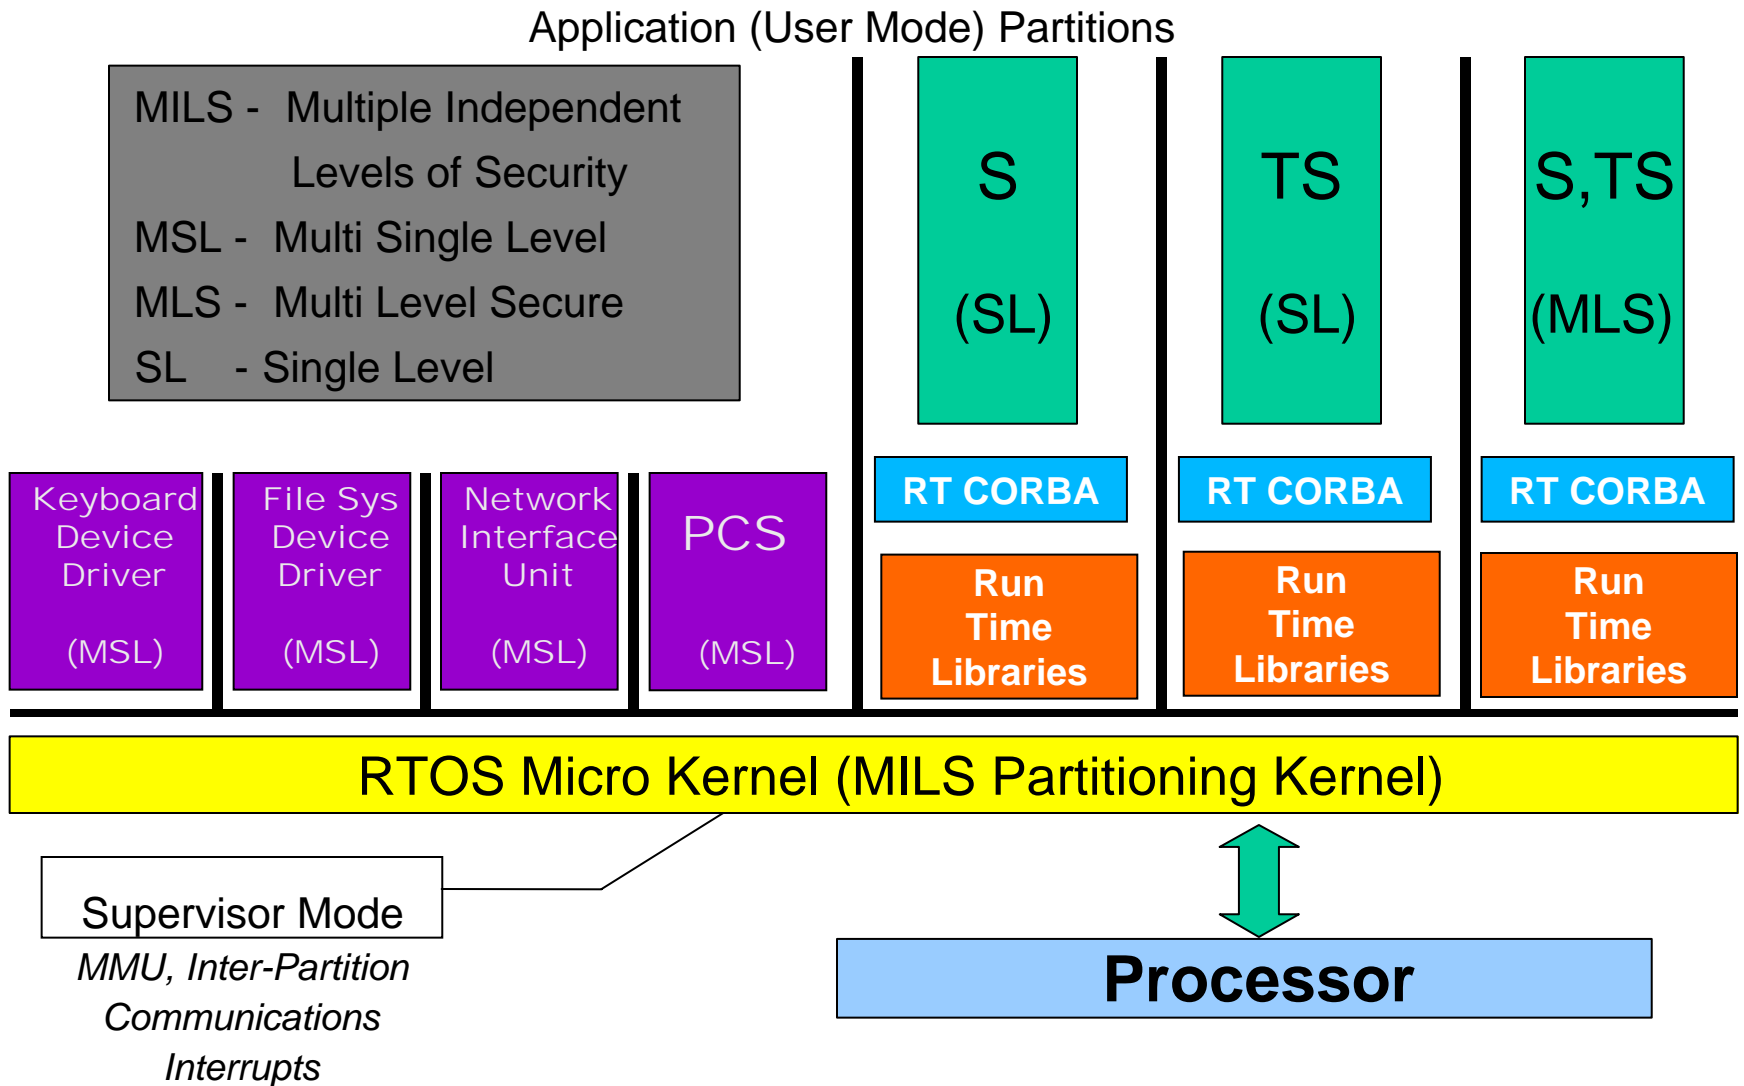 Application (User Mode) Partitions
MILS - Multiple Independent
Levels of Security
MSL - Multi Single Level
MLS - Multi Level Secure
SL - Single Level
S
(SL)
TS
(SL)
S,TS
(MLS)
Keyboard
Device
Driver
(MSL)
File Sys
Device
Driver
(MSL)
Network
Interface
Unit
(MSL)
PCS
(MSL)
RT CORBA
RT CORBA
RT CORBA
Run
Time
Libraries
Run
Time
Libraries
Run
Time
Libraries
RTOS Micro Kernel (MILS Partitioning Kernel)
Supervisor Mode
MMU, Inter-Partition
Communications
Interrupts
Processor